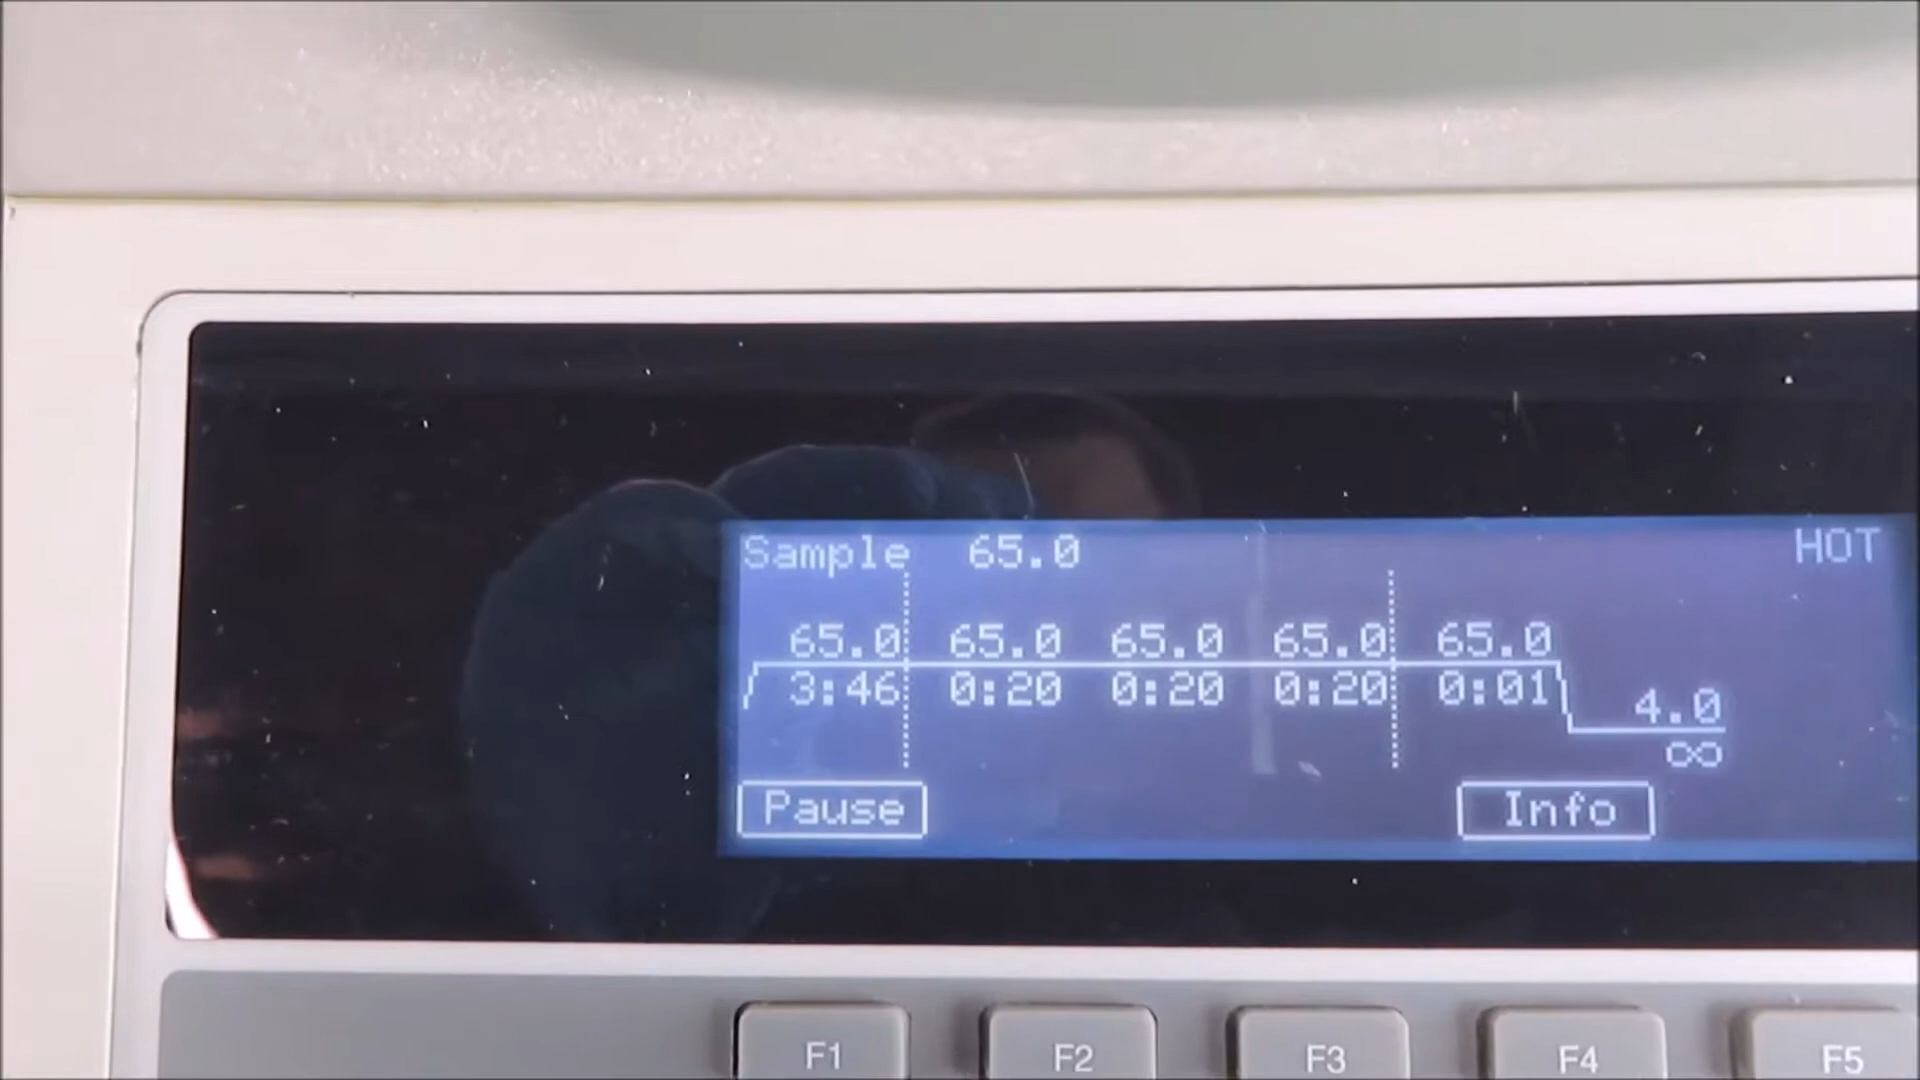 Sample 65.0 HOT
65.0 65.0 65.0 65.0 65.0
3:46 0:20 0:20 0:20 0:01
4.0
∞
Pause Info
F1 F2 F3 F4 F5